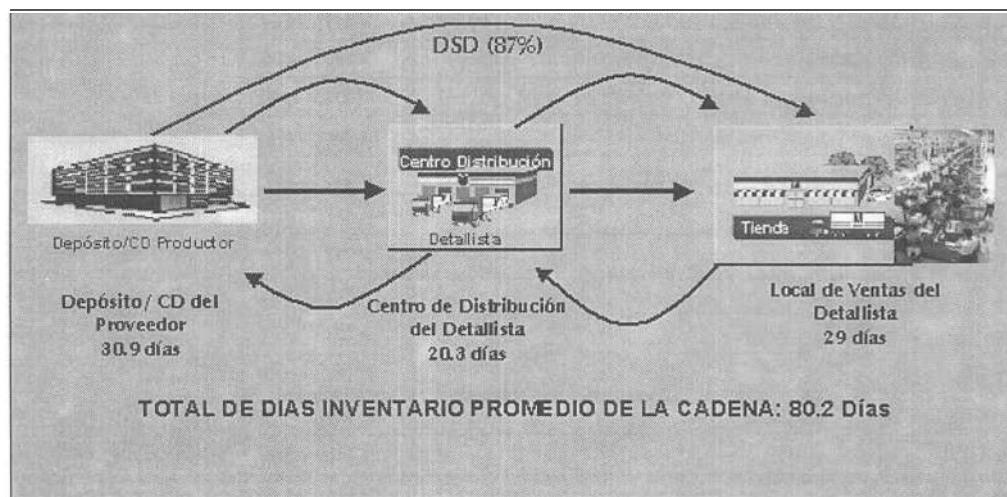 DSD (87%)
Centro Distribución
Detallista
Depósito/CD Productor
Tienda
Depósito / CD del
Proveedor
30.9 días
Centro de Distribución
del Detallista
20.3 días
Local de Ventas del
Detallista
29 días
TOTAL DE DIAS INVENTARIO PROMEDIO DE LA CADENA: 80.2 Días